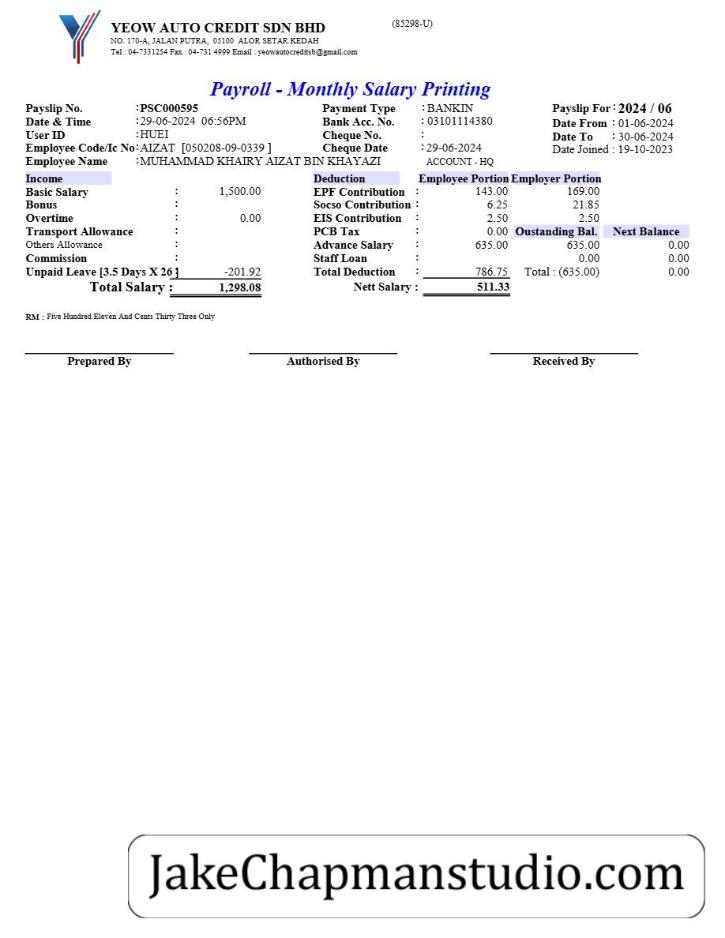 YEOW AUTO CREDIT SDN BHD (85298-U)
NO. 170-A, JALAN PUTRA, 05100 ALOR SETAR KEDAH
Tel : 04-7331254 Fax : 04-731 4999 Email : yeowautocreditsb@gmail.com
Payroll - Monthly Salary Printing
Payslip No. :PSC000595 Payment Type :BANKIN Payslip For : 2024 / 06
Date & Time :29-06-2024 06:56PM Bank Acc. No. : 03101114380 Date From : 01-06-2024
User ID :HUEI Cheque No. : Date To : 30-06-2024
Employee Code/Ic No:AIZAT [050208-09-0339 ] Cheque Date : 29-06-2024 Date Joined : 19-10-2023
Employee Name :MUHAMMAD KHAIRY AIZAT BIN KHAYAZI ACCOUNT - HQ
Income Deduction Employee Portion Employer Portion
Basic Salary : 1,500.00 EPF Contribution : 143.00 169.00
Bonus : Socso Contribution : 6.25 21.85
Overtime : 0.00 EIS Contribution : 2.50 2.50
Transport Allowance : PCB Tax : 0.00 Oustanding Bal. Next Balance
Others Allowance : Advance Salary : 635.00 635.00 0.00
Commission : Staff Loan : 0.00 0.00
Unpaid Leave [3.5 Days X 26 ] -201.92 Total Deduction : 786.75 Total : (635.00) 0.00
Total Salary : 1,298.08 Nett Salary : 511.33
RM : Five Hundred Eleven And Cents Thirty Three Only
Prepared By Authorised By Received By
JakeChapmanstudio.com